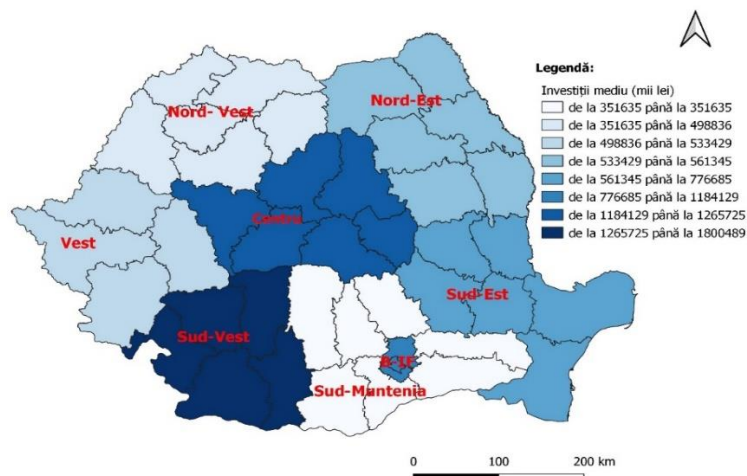 Legendă:
Investiții mediu (mii lei)
de la 351635 până la 351635
de la 351635 până la 498836
de la 498836 până la 533429
de la 533429 până la 561345
de la 561345 până la 776685
de la 776685 până la 1184129
de la 1184129 până la 1265725
de la 1265725 până la 1800489
Nord- Vest
Nord-Est
Centru
Vest
Sud-Est
Sud-Vest
B-IF
Sud-Muntenia
0 100 200 km